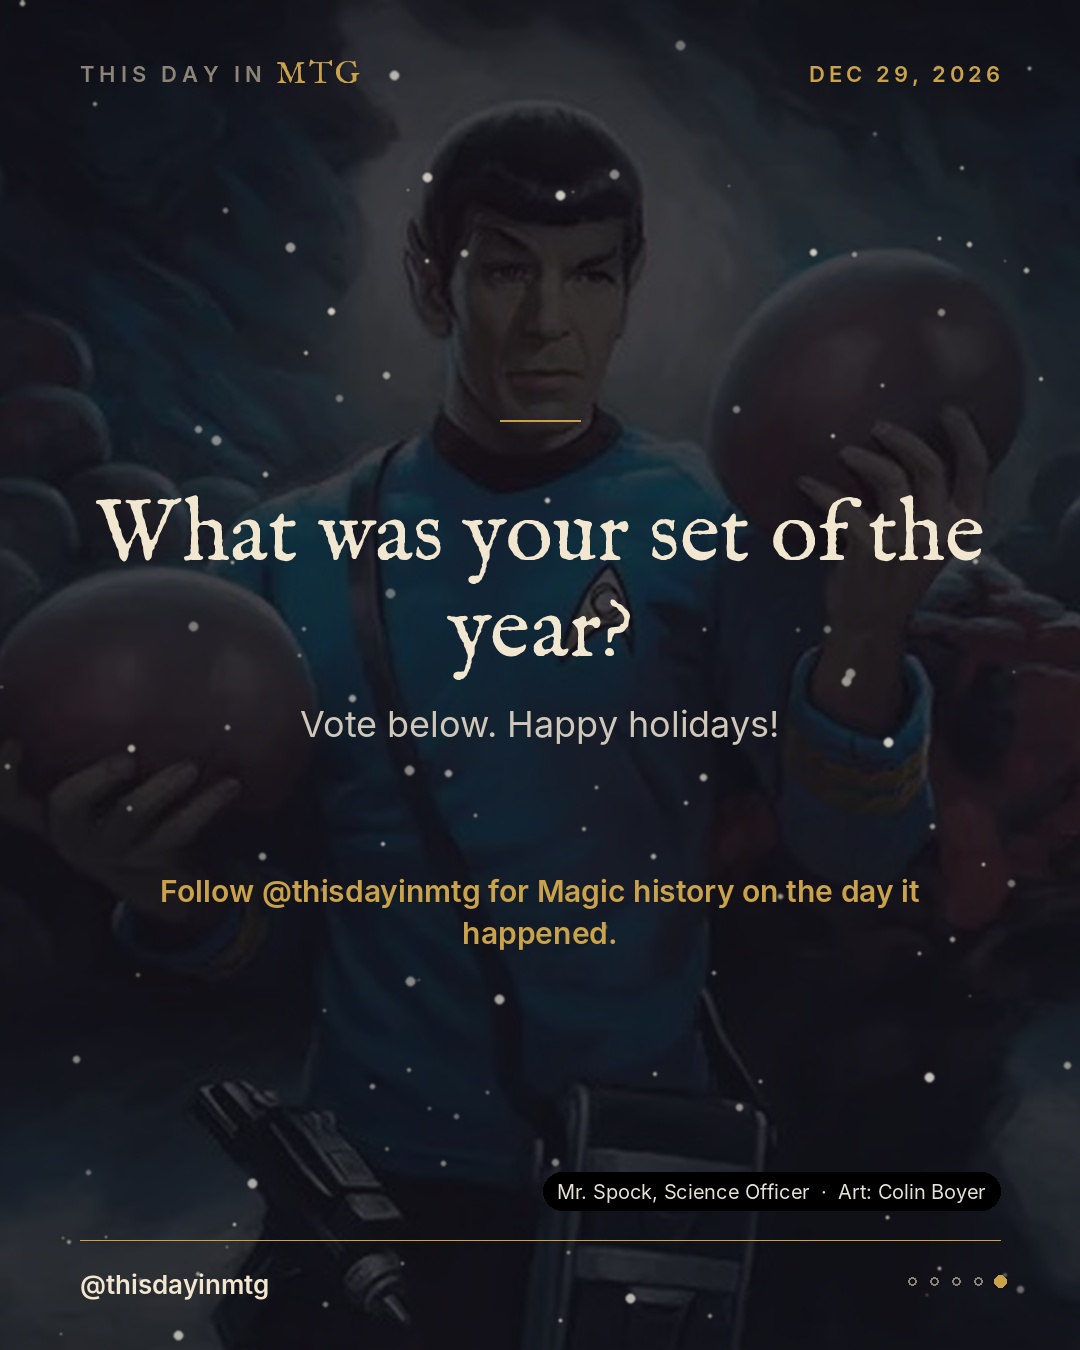 THIS DAY IN MTG
DEC 29, 2026
What was your set of the
year?
Vote below. Happy holidays!
Follow @thisdayinmtg for Magic history on the day it
happened.
Mr. Spock, Science Officer · Art: Colin Boyer
@thisdayinmtg